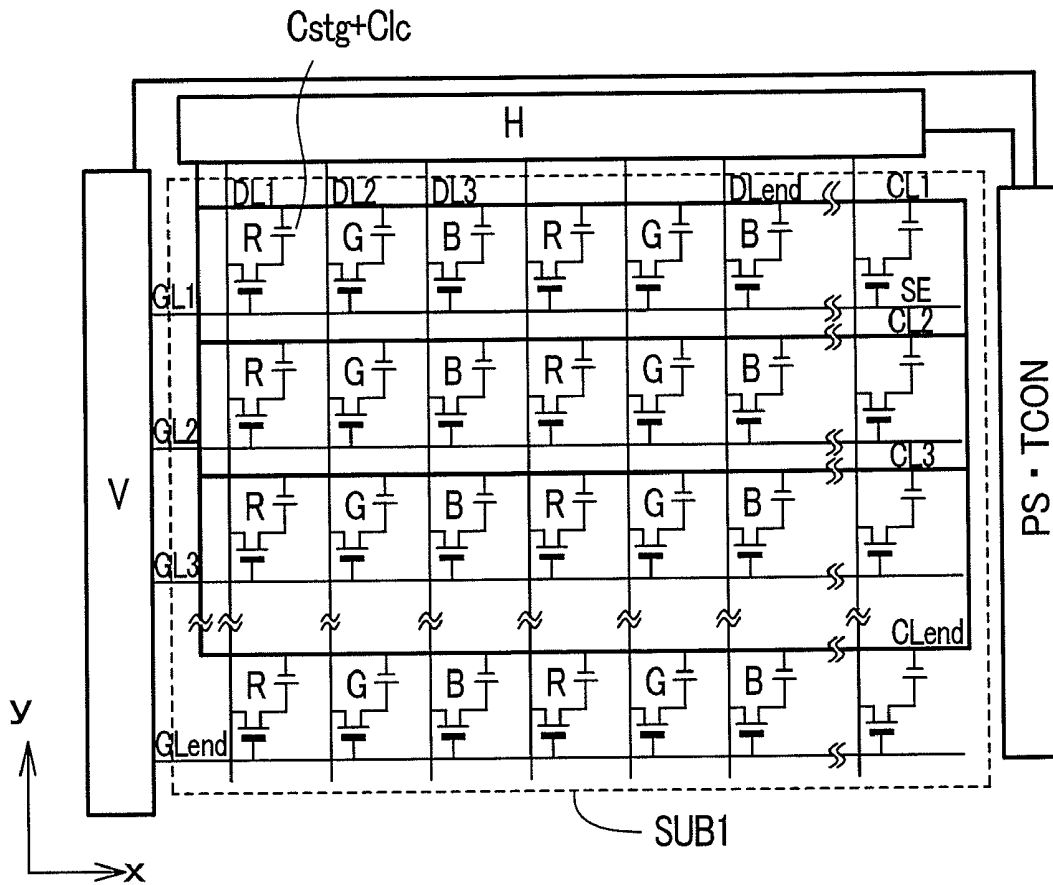 Cstg+Clc
H
DL1 DL2 DL3 DLend CL1
R G B R G B
GL1 SE
CL2
R G B R G B
GL2
CL3
V
R G B R G B
GL3
PS・TCON
CLend
R G B R G B
GLend
y
x
SUB1